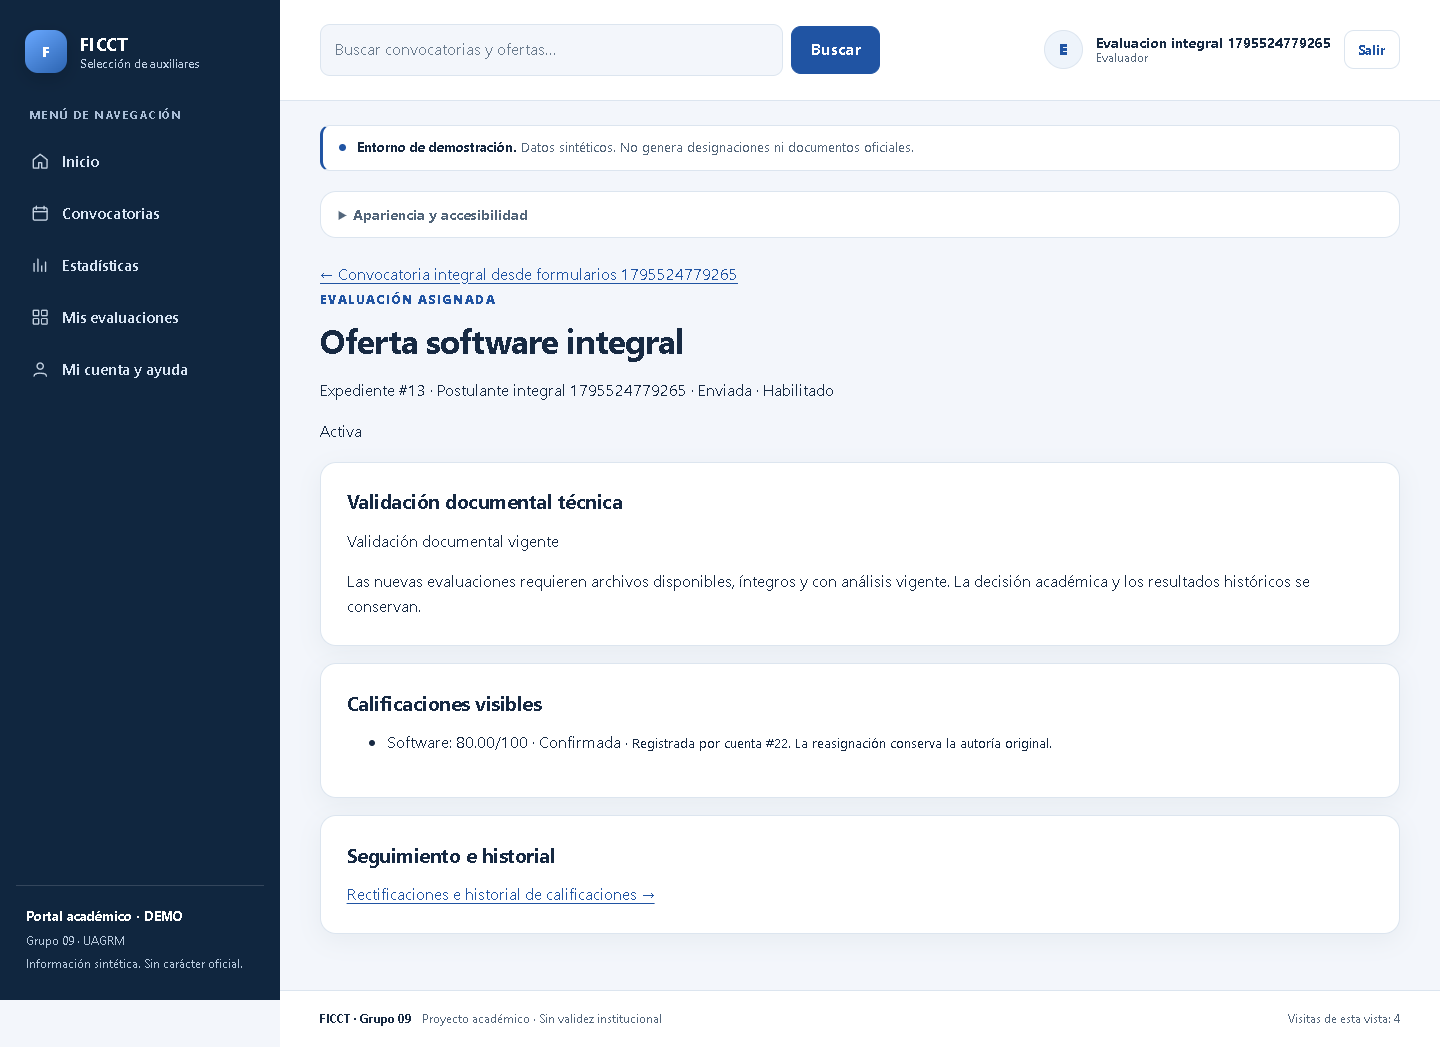 F
FICCT
Selección de auxiliares
MENÚ DE NAVEGACIÓN
Inicio
Convocatorias
Estadísticas
Mis evaluaciones
Mi cuenta y ayuda
Portal académico · DEMO
Grupo 09 · UAGRM
Información sintética. Sin carácter oficial.
Buscar convocatorias y ofertas...
Buscar
E
Evaluacion integral 1795524779265
Evaluador
Salir
Entorno de demostración. Datos sintéticos. No genera designaciones ni documentos oficiales.
▶ Apariencia y accesibilidad
← Convocatoria integral desde formularios 1795524779265
EVALUACIÓN ASIGNADA
Oferta software integral
Expediente #13 · Postulante integral 1795524779265 · Enviada · Habilitado
Activa
Validación documental técnica
Validación documental vigente
Las nuevas evaluaciones requieren archivos disponibles, íntegros y con análisis vigente. La decisión académica y los resultados históricos se
conservan.
Calificaciones visibles
• Software: 80.00/100 · Confirmada · Registrada por cuenta #22. La reasignación conserva la autoría original.
Seguimiento e historial
Rectificaciones e historial de calificaciones →
FICCT · Grupo 09 Proyecto académico · Sin validez institucional
Visitas de esta vista: 4